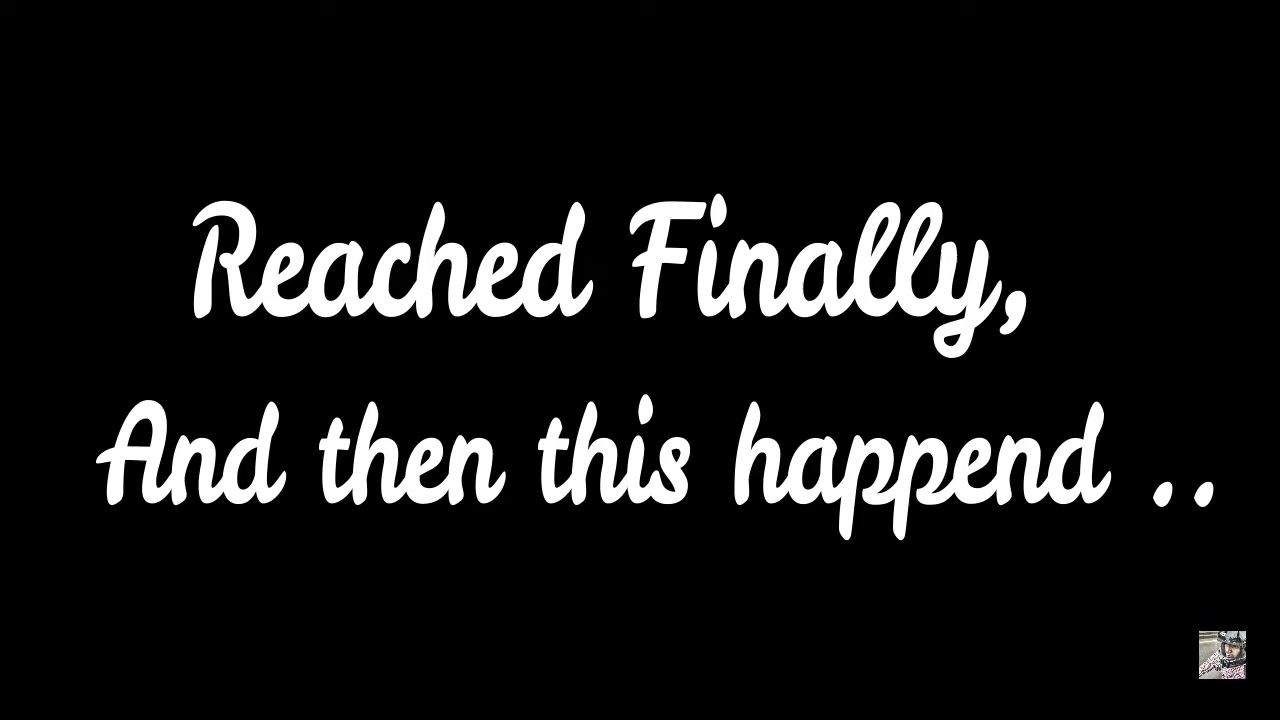 Reached Finally,
And then this happend ..